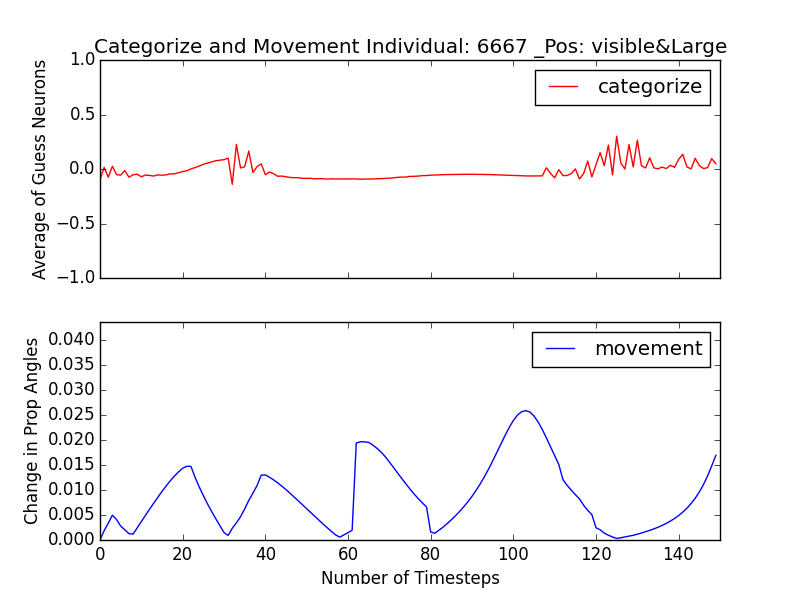 Categorize and Movement Individual: 6667 _Pos: visible&Large
Average of Guess Neurons
1.0
0.5
0.0
−0.5
−1.0
categorize
Change in Prop Angles
0.040
0.035
0.030
0.025
0.020
0.015
0.010
0.005
0.000
movement
0 20 40 60 80 100 120 140
Number of Timesteps